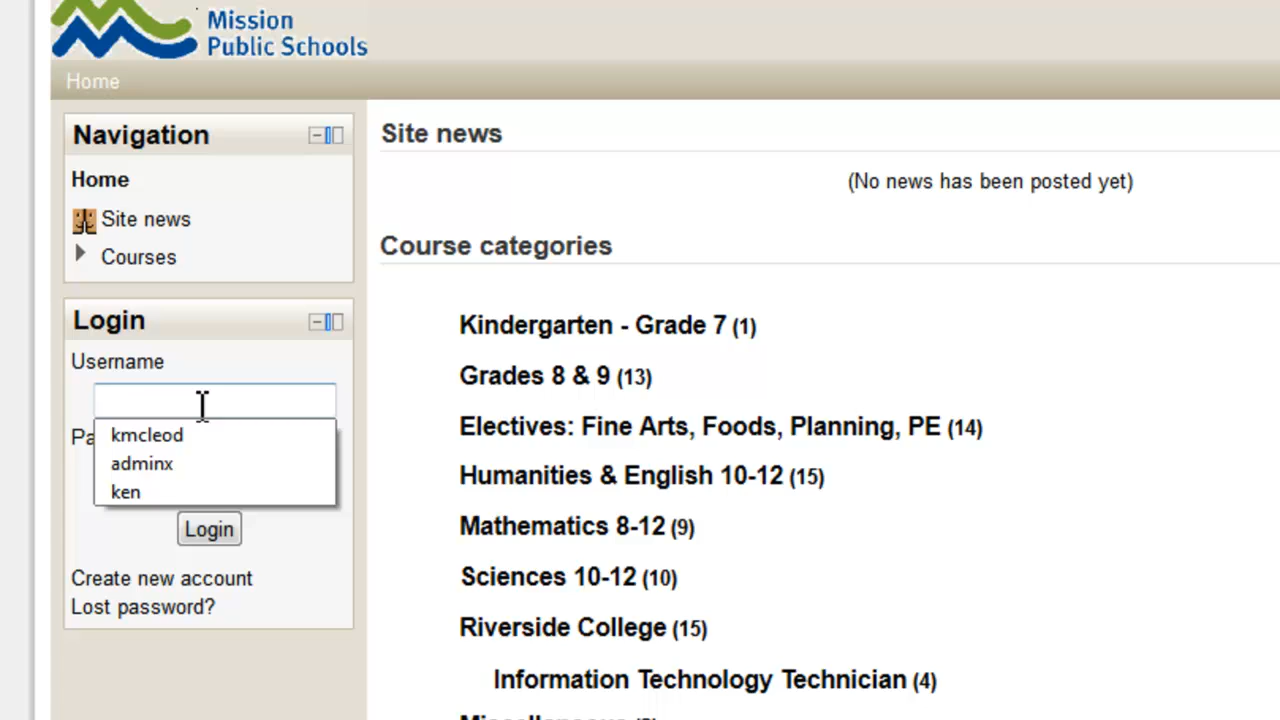 Mission
Public Schools
Home
Navigation
Home
Site news
Courses
Login
Username
kmcleod
adminx
ken
Login
Create new account
Lost password?
Site news
(No news has been posted yet)
Course categories
Kindergarten - Grade 7 (1)
Grades 8 & 9 (13)
Electives: Fine Arts, Foods, Planning, PE (14)
Humanities & English 10-12 (15)
Mathematics 8-12 (9)
Sciences 10-12 (10)
Riverside College (15)
Information Technology Technician (4)